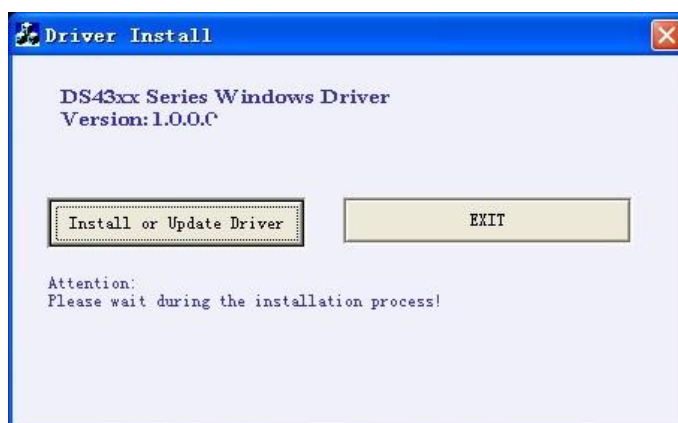 Driver Install
DS43xx Series Windows Driver
Version:1.0.0.0
Install or Update Driver
EXIT
Attention:
Please wait during the installation process!